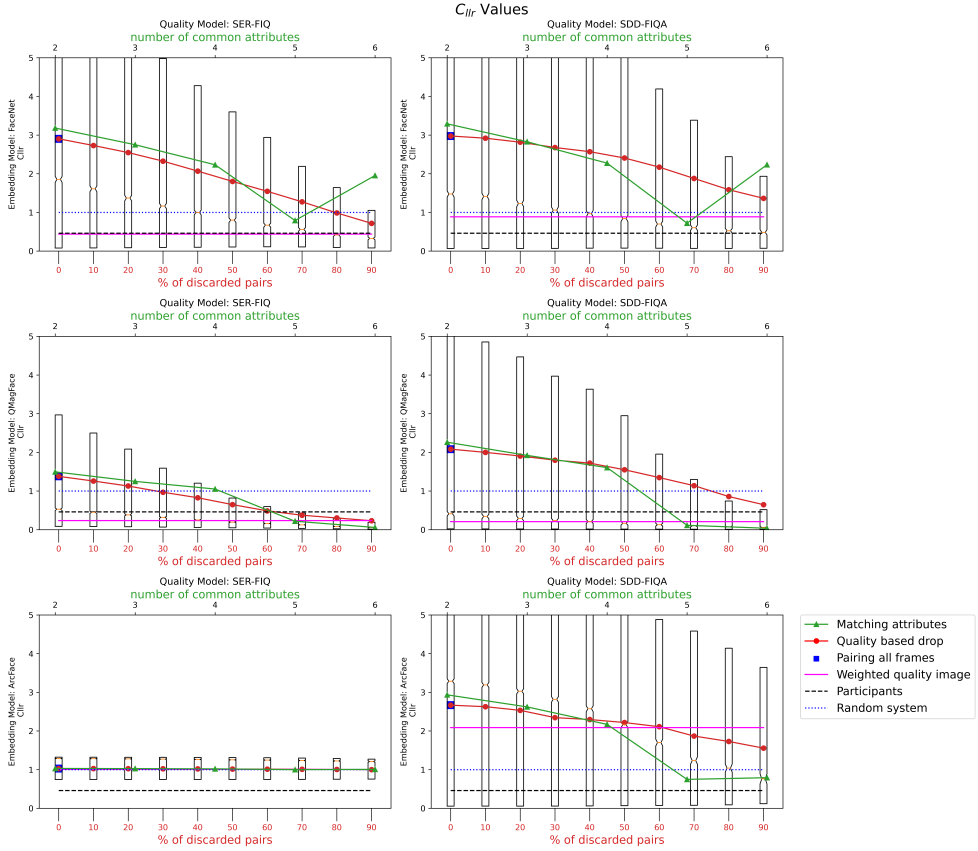 C_llr Values
Quality Model: SER-FIQ
number of common attributes
2 3 4 5 6
Embedding Model: FaceNet
Cllr
5
4
3
2
1
0
0 10 20 30 40 50 60 70 80 90
% of discarded pairs
Quality Model: SDD-FIQA
number of common attributes
2 3 4 5 6
Embedding Model: FaceNet
Cllr
5
4
3
2
1
0
0 10 20 30 40 50 60 70 80 90
% of discarded pairs
Quality Model: SER-FIQ
number of common attributes
2 3 4 5 6
Embedding Model: QMagFace
Cllr
5
4
3
2
1
0
0 10 20 30 40 50 60 70 80 90
% of discarded pairs
Quality Model: SDD-FIQA
number of common attributes
2 3 4 5 6
Embedding Model: QMagFace
Cllr
5
4
3
2
1
0
0 10 20 30 40 50 60 70 80 90
% of discarded pairs
Quality Model: SER-FIQ
number of common attributes
2 3 4 5 6
Embedding Model: ArcFace
Cllr
5
4
3
2
1
0
0 10 20 30 40 50 60 70 80 90
% of discarded pairs
Quality Model: SDD-FIQA
number of common attributes
2 3 4 5 6
Embedding Model: ArcFace
Cllr
5
4
3
2
1
0
0 10 20 30 40 50 60 70 80 90
% of discarded pairs
Matching attributes
Quality based drop
Pairing all frames
Weighted quality image
Participants
Random system